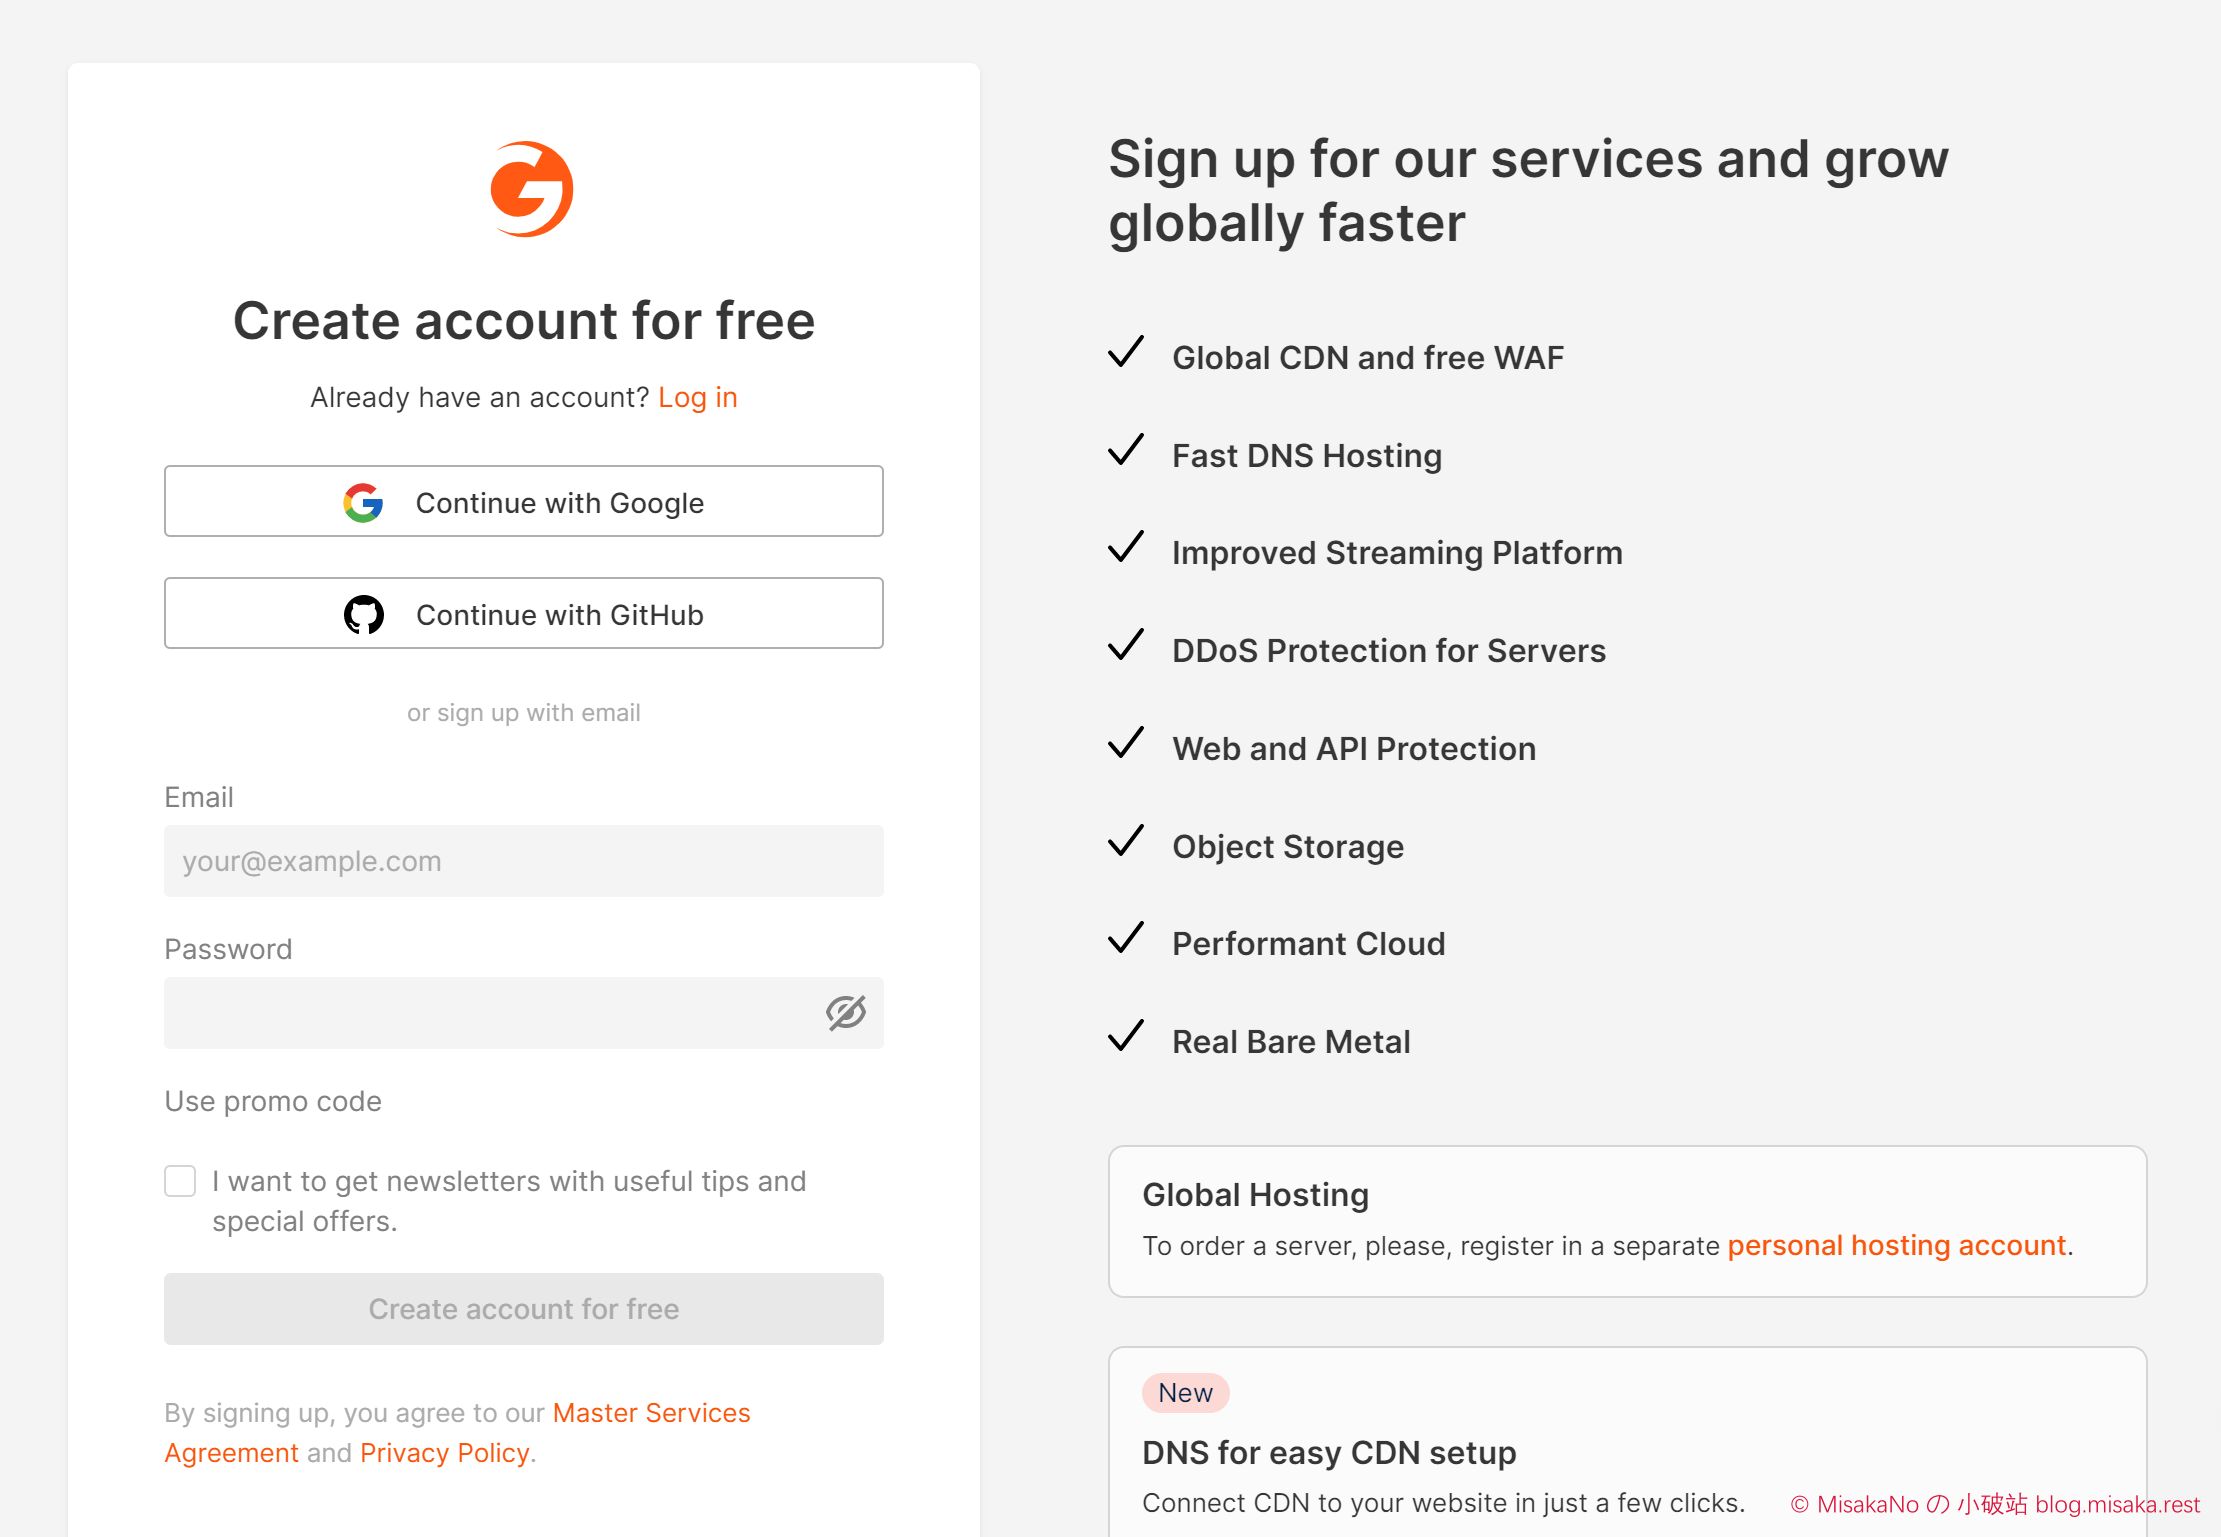 Create account for free
Already have an account? Log in
Continue with Google
Continue with GitHub
or sign up with email
Email
your@example.com
Password
Use promo code
I want to get newsletters with useful tips and
special offers.
Create account for free
By signing up, you agree to our Master Services
Agreement and Privacy Policy.
Sign up for our services and grow
globally faster
Global CDN and free WAF
Fast DNS Hosting
Improved Streaming Platform
DDoS Protection for Servers
Web and API Protection
Object Storage
Performant Cloud
Real Bare Metal
Global Hosting
To order a server, please, register in a separate personal hosting account.
New
DNS for easy CDN setup
Connect CDN to your website in just a few clicks.
© MisakaNo の 小破站 blog.misaka.rest